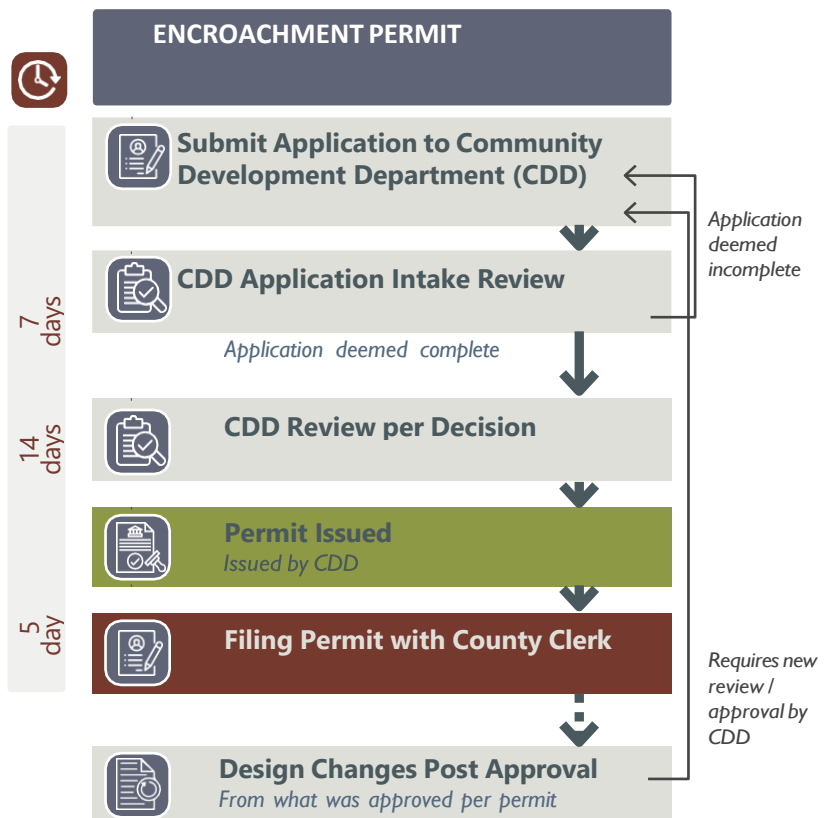 ENCROACHMENT PERMIT
Submit Application to Community
Development Department (CDD)
Application
deemed
incomplete
CDD Application Intake Review
7
days
Application deemed complete
CDD Review per Decision
14
days
Permit Issued
Issued by CDD
5
day
Filing Permit with County Clerk
Requires new
review /
approval by
CDD
Design Changes Post Approval
From what was approved per permit